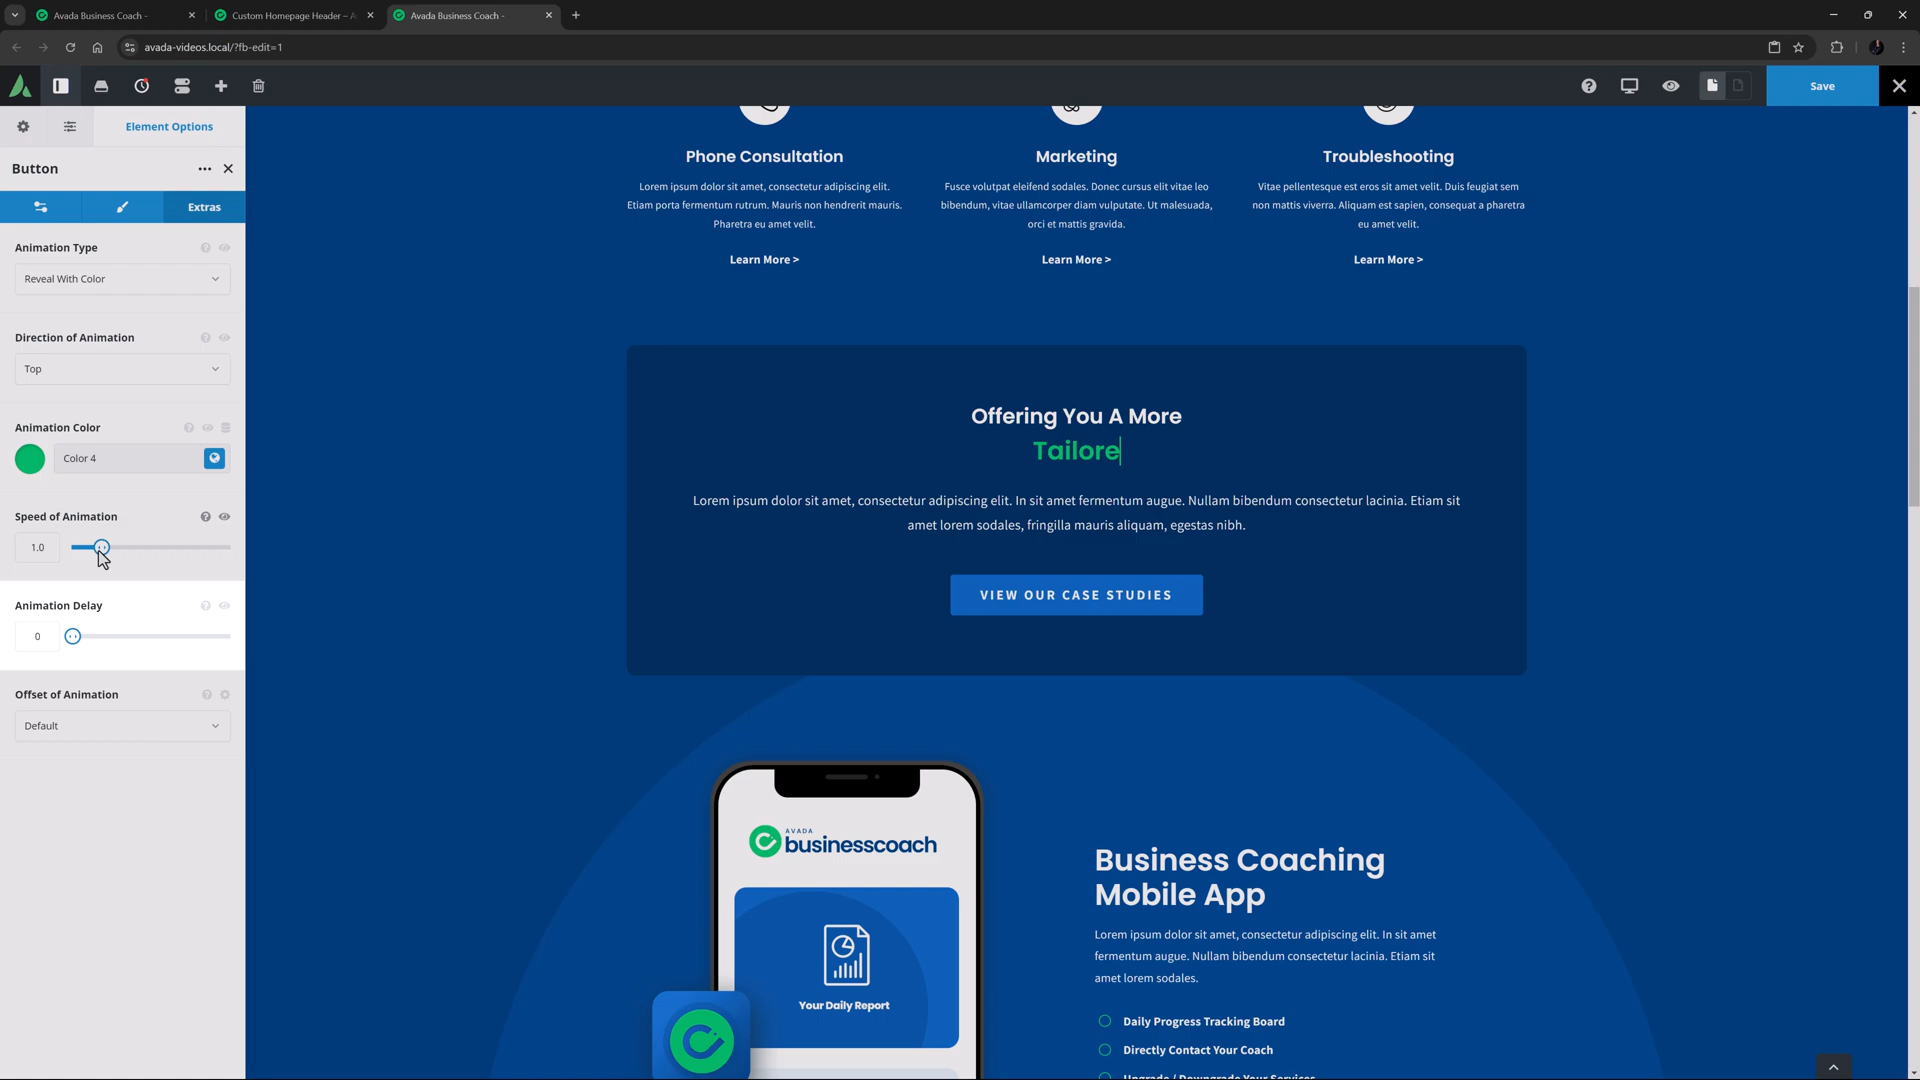 Avada Business Coach -
Custom Homepage Header – A
Avada Business Coach -
avada-videos.local/?fb-edit=1
Save
Element Options
Button
Extras
Animation Type
Reveal With Color
Direction of Animation
Top
Animation Color
Color 4
Speed of Animation
1.0
Animation Delay
0
Offset of Animation
Default
Phone Consultation
Lorem ipsum dolor sit amet, consectetur adipiscing elit.
Etiam porta fermentum rutrum. Mauris non hendrerit mauris.
Pharetra eu amet velit.
Learn More >
Marketing
Fusce volutpat eleifend sodales. Donec cursus elit vitae leo
bibendum, vitae ullamcorper diam vulputate. Ut malesuada,
orci et mattis gravida.
Learn More >
Troubleshooting
Vitae pellentesque est eros sit amet velit. Duis feugiat sem
non mattis viverra. Aliquam est sapien, consequat a pharetra
eu amet velit.
Learn More >
Offering You A More
Tailore
Lorem ipsum dolor sit amet, consectetur adipiscing elit. In sit amet fermentum augue. Nullam bibendum consectetur lacinia. Etiam sit
amet lorem sodales, fringilla mauris aliquam, egestas nibh.
VIEW OUR CASE STUDIES
AVADA
businesscoach
Your Daily Report
Business Coaching
Mobile App
Lorem ipsum dolor sit amet, consectetur adipiscing elit. In sit amet
fermentum augue. Nullam bibendum consectetur lacinia. Etiam sit
amet lorem sodales.
Daily Progress Tracking Board
Directly Contact Your Coach
Upgrade / Downgrade Your Services